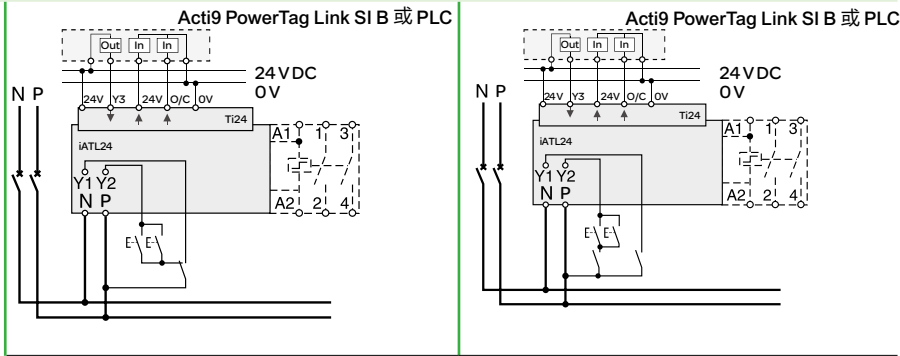 Acti9 PowerTag Link SI B 或 PLC
Out In In
24VDC
0V
N P
24V Y3 24V O/C 0V
Ti24
A1 1 3
iATL24
Y1 Y2
N P
A2 2 4
E E
Acti9 PowerTag Link SI B 或 PLC
Out In In
24VDC
0V
N P
24V Y3 24V O/C 0V
Ti24
A1 1 3
iATL24
Y1 Y2
N P
A2 2 4
E E